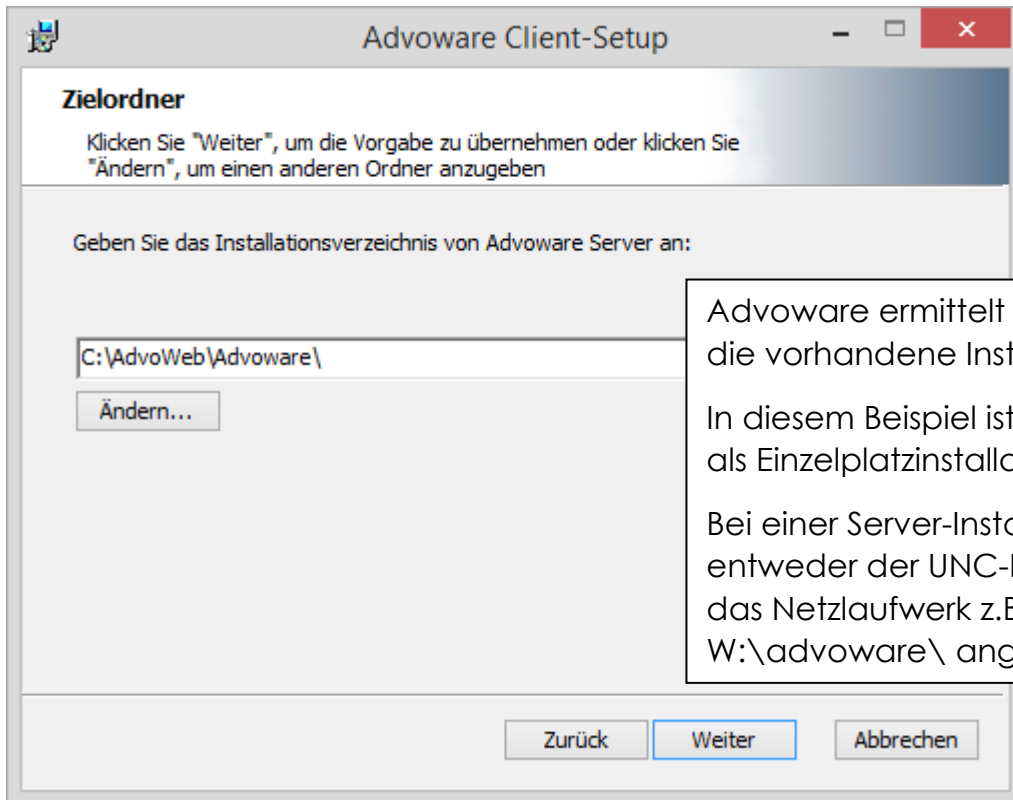 Advoware Client-Setup
Zielordner
Klicken Sie "Weiter", um die Vorgabe zu übernehmen oder klicken Sie
"Ändern", um einen anderen Ordner anzugeben
Geben Sie das Installationsverzeichnis von Advoware Server an:
C:\AdvoWeb\Advoware\
Ändern...
Advoware ermittelt
die vorhandene
In diesem Beispiel ist
als
Bei einer
entweder der
das Netzlaufwerk
W:\advoware\
Zurück
Weiter
Abbrechen